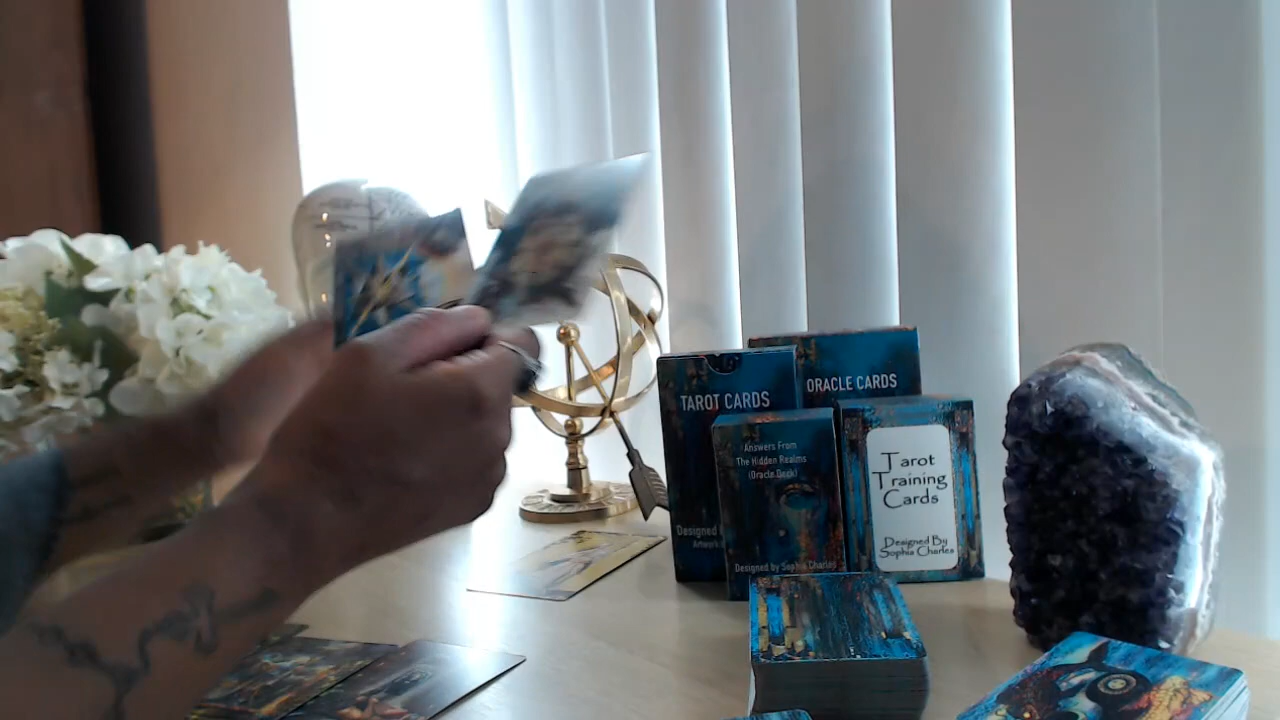 TAROT CARDS
ORACLE CARDS
Answers From
The Hidden Realms
(Oracle Deck)
Designed by Sophia Charles
Tarot
Training
Cards
Designed By
Sophia Charles
Designed
Artwork